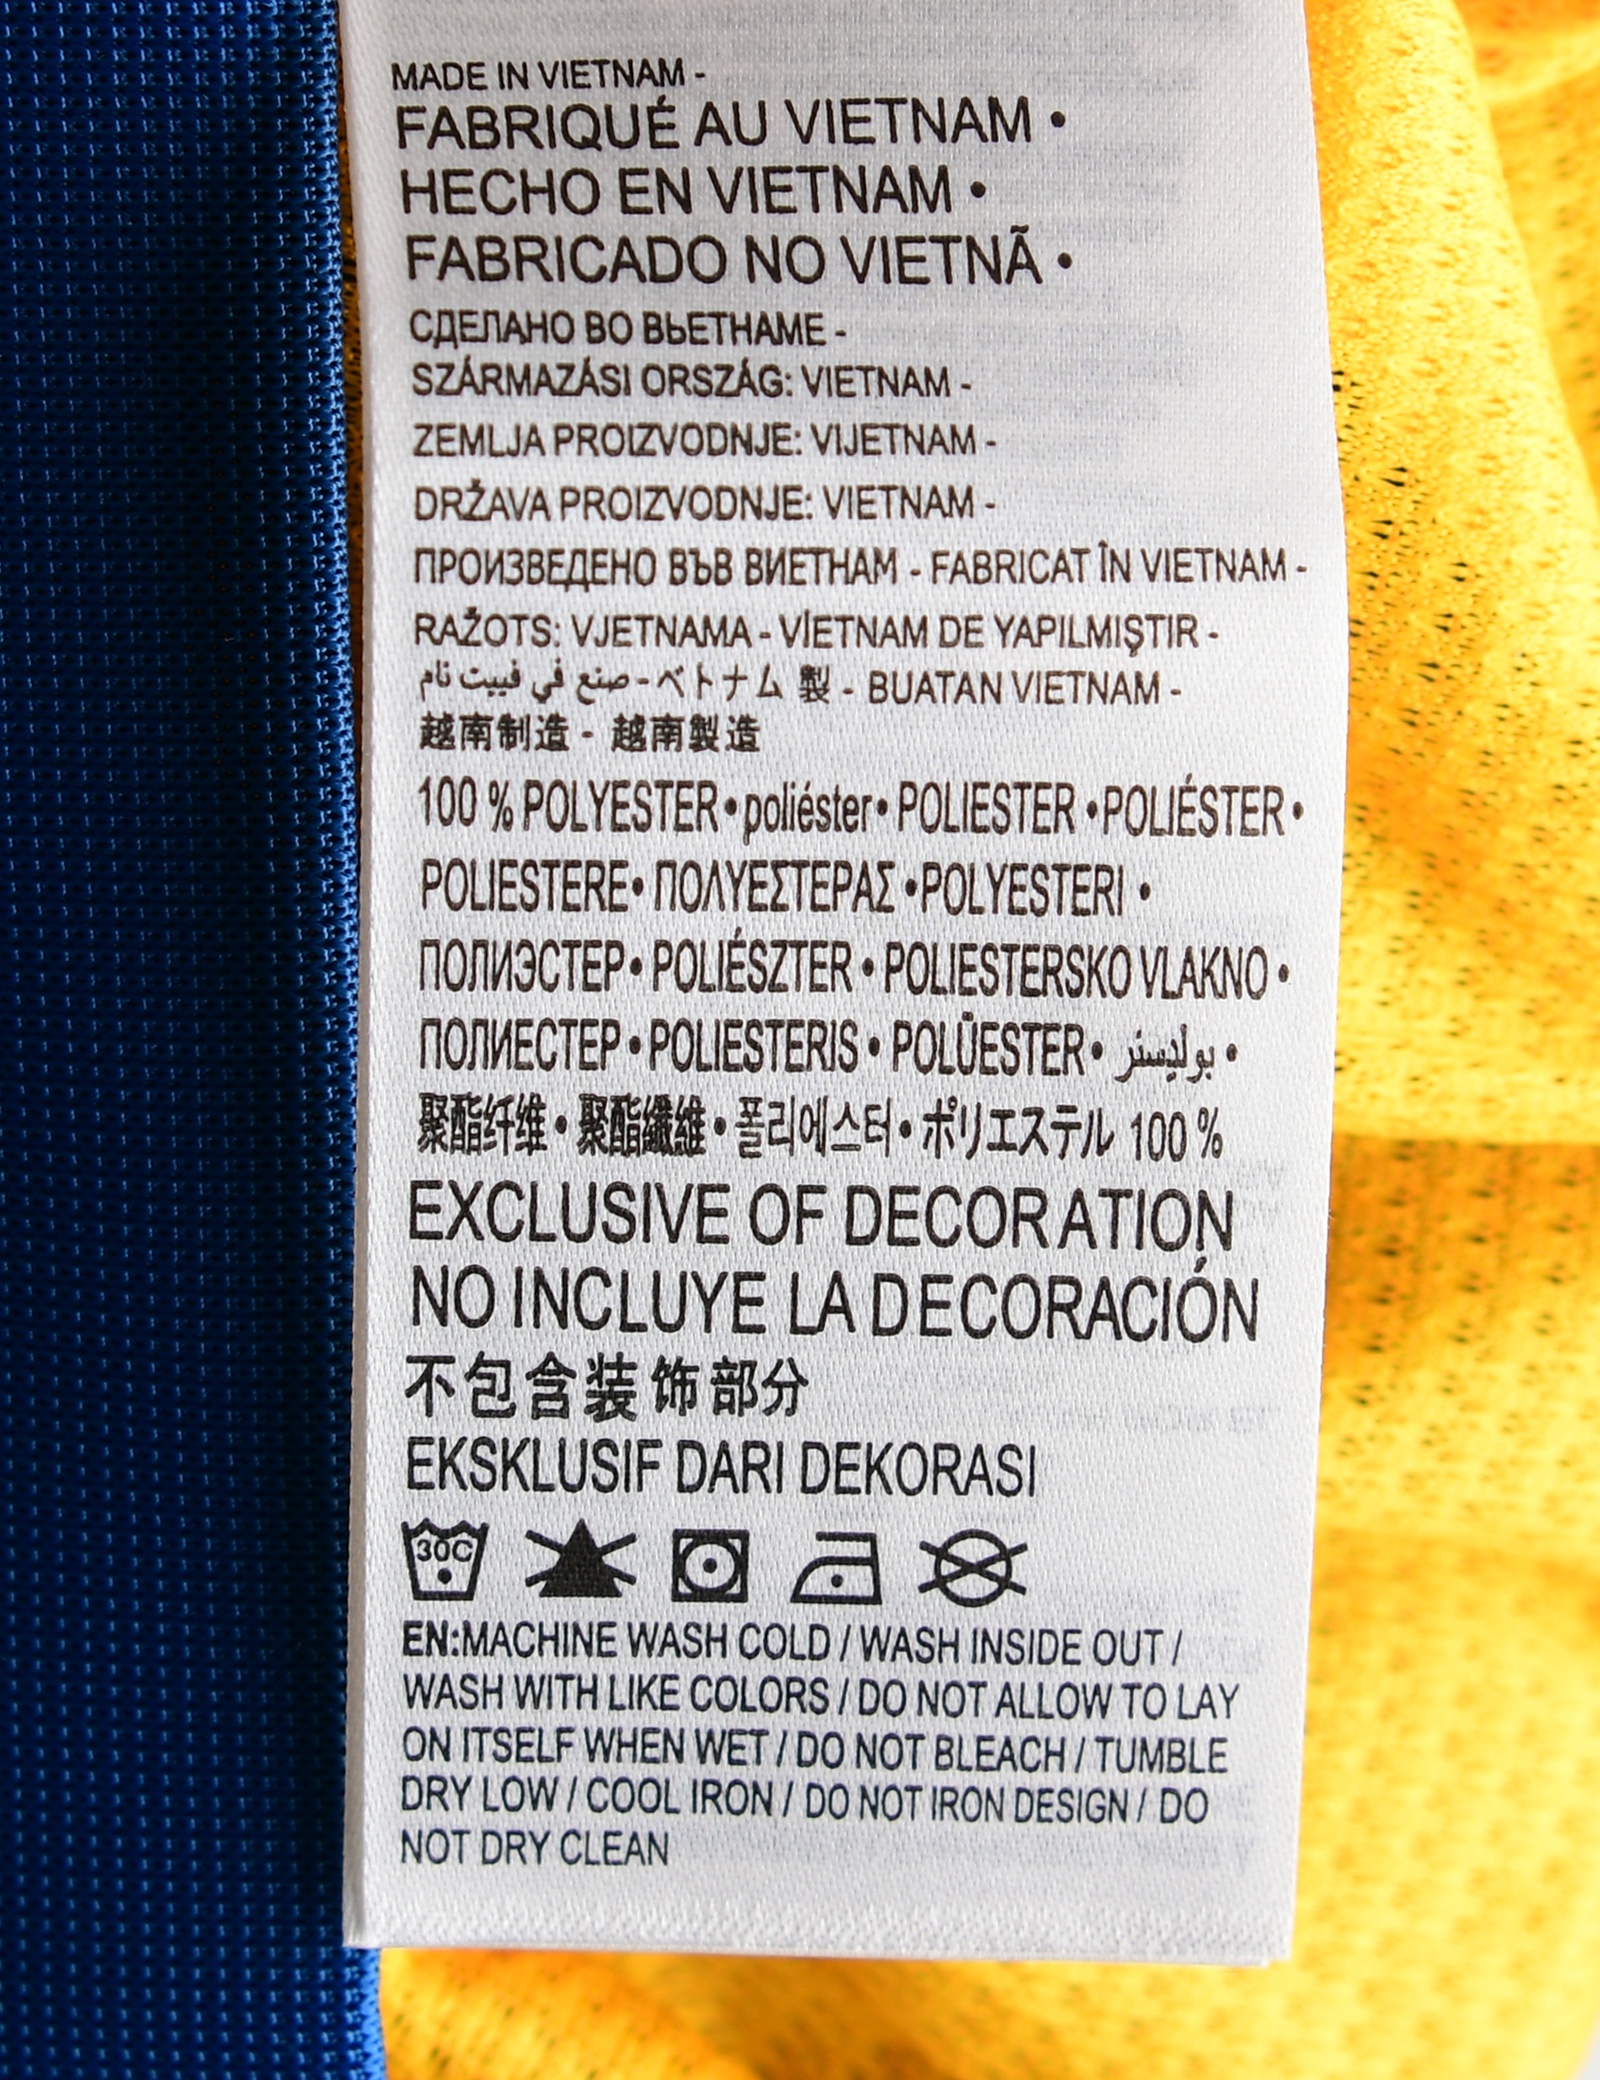 MADE IN VIETNAM -
FABRIQUÉ AU VIETNAM •
HECHO EN VIETNAM •
FABRICADO NO VIETNÃ •
СДЕЛАНО ВО ВЬЕТНАМЕ -
SZÁRMAZÁSI ORSZÁG: VIETNAM -
ZEMLJA PROIZVODNJE: VIJETNAM -
DRŽAVA PROIZVODNJE: VIETNAM -
ПРОИЗВЕДЕНО ВЪВ ВИЕТНАМ - FABRICAT ÎN VIETNAM -
RAŽOTS: VJETNAMA - VİETNAM DE YAPILMIŞTIR -
صنع في فييت نام - ベトナム 製 - BUATAN VIETNAM -
越南制造 - 越南製造
100 % POLYESTER • poliéster • POLIESTER • POLIÉSTER •
POLIESTERE • ΠΟΛΥΕΣΤΕΡΑΣ • POLYESTERI •
ПОЛИЭСТЕР • POLIÉSZTER • POLIESTERSKO VLAKNO •
ПОЛИЕСТЕР • POLIESTERIS • POLÜESTER • بوليستر •
聚酯纤维 • 聚酯纖維 • 폴리에스터 • ポリエステル 100 %
EXCLUSIVE OF DECORATION
NO INCLUYE LA DECORACIÓN
不包含装饰部分
EKSKLUSIF DARI DEKORASI
30C
EN:MACHINE WASH COLD / WASH INSIDE OUT /
WASH WITH LIKE COLORS / DO NOT ALLOW TO LAY
ON ITSELF WHEN WET / DO NOT BLEACH / TUMBLE
DRY LOW / COOL IRON / DO NOT IRON DESIGN / DO
NOT DRY CLEAN